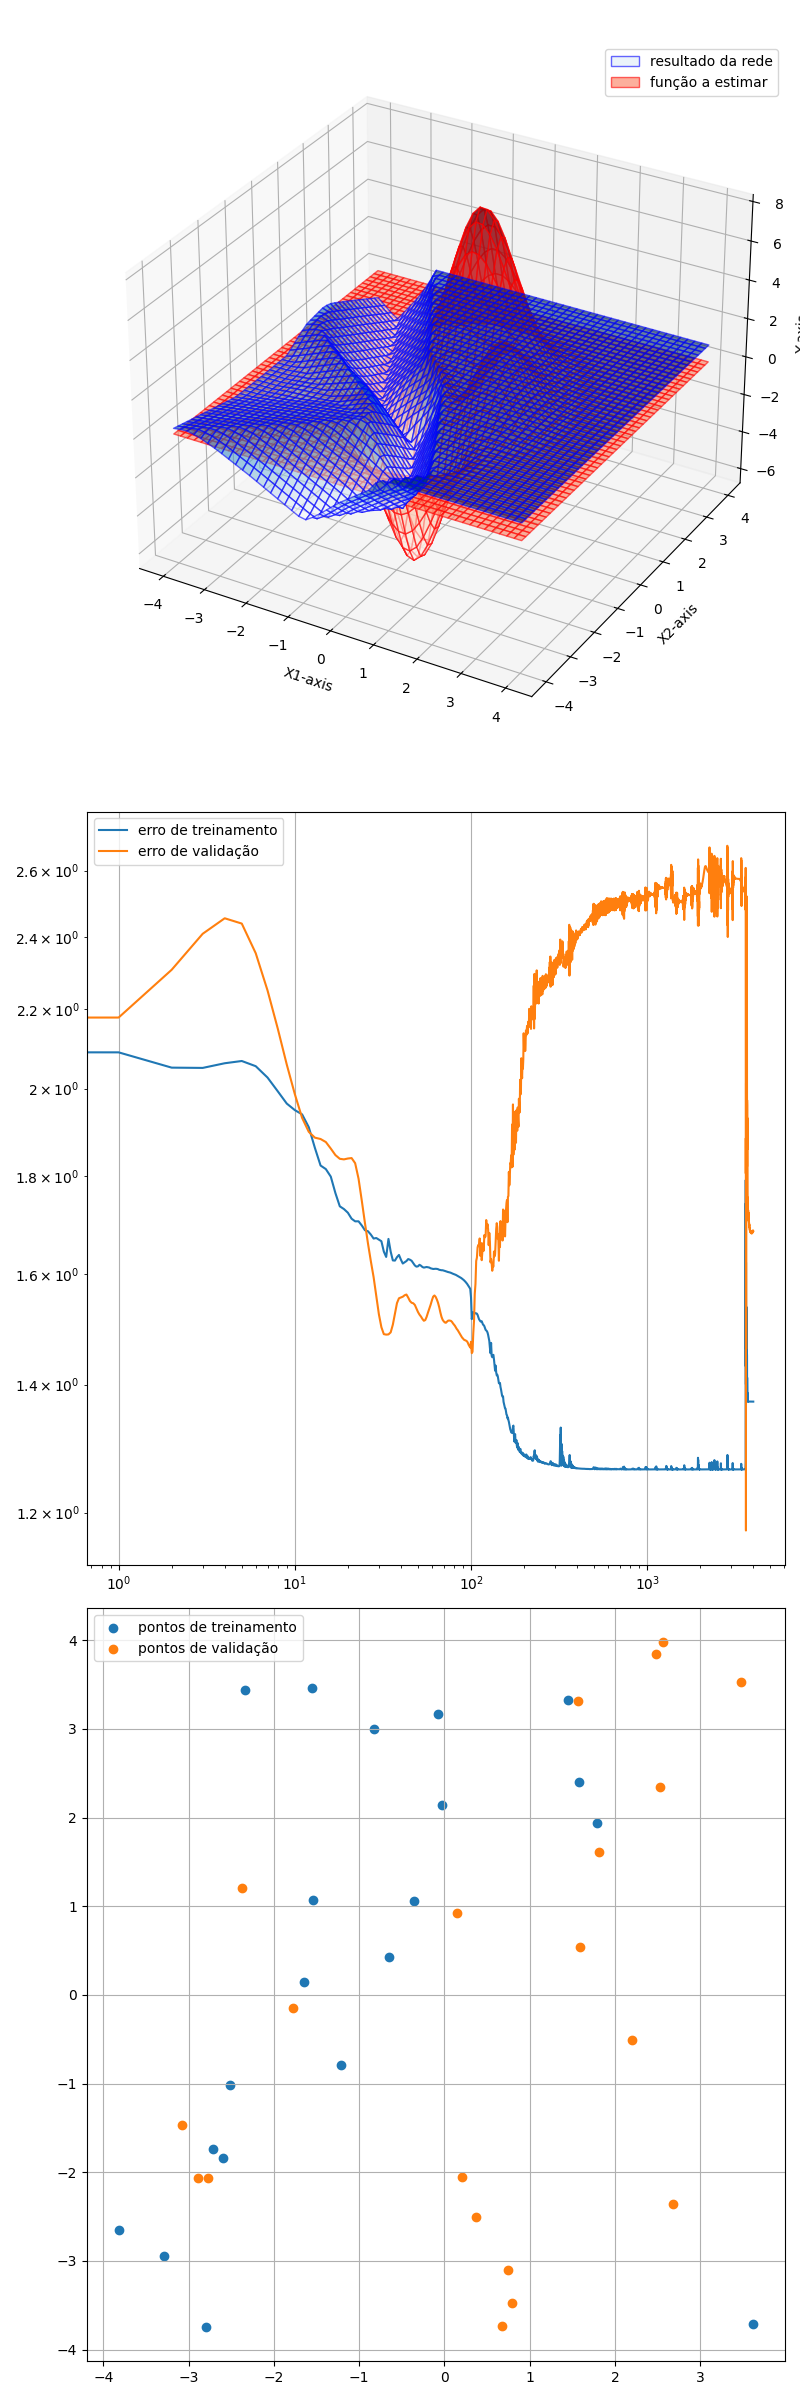 resultado da rede
função a estimar
8
6
4
2
0
−2
−4
−6
−4
−3
−2
−1
0
1
2
3
4
X1-axis
−4
−3
−2
−1
0
1
2
3
4
X2-axis
erro de treinamento
erro de validação
2.6 × 10⁰
2.4 × 10⁰
2.2 × 10⁰
2 × 10⁰
1.8 × 10⁰
1.6 × 10⁰
1.4 × 10⁰
1.2 × 10⁰
10⁰ 10¹ 10² 10³
pontos de treinamento
pontos de validação
4
3
2
1
0
−1
−2
−3
−4
−4 −3 −2 −1 0 1 2 3